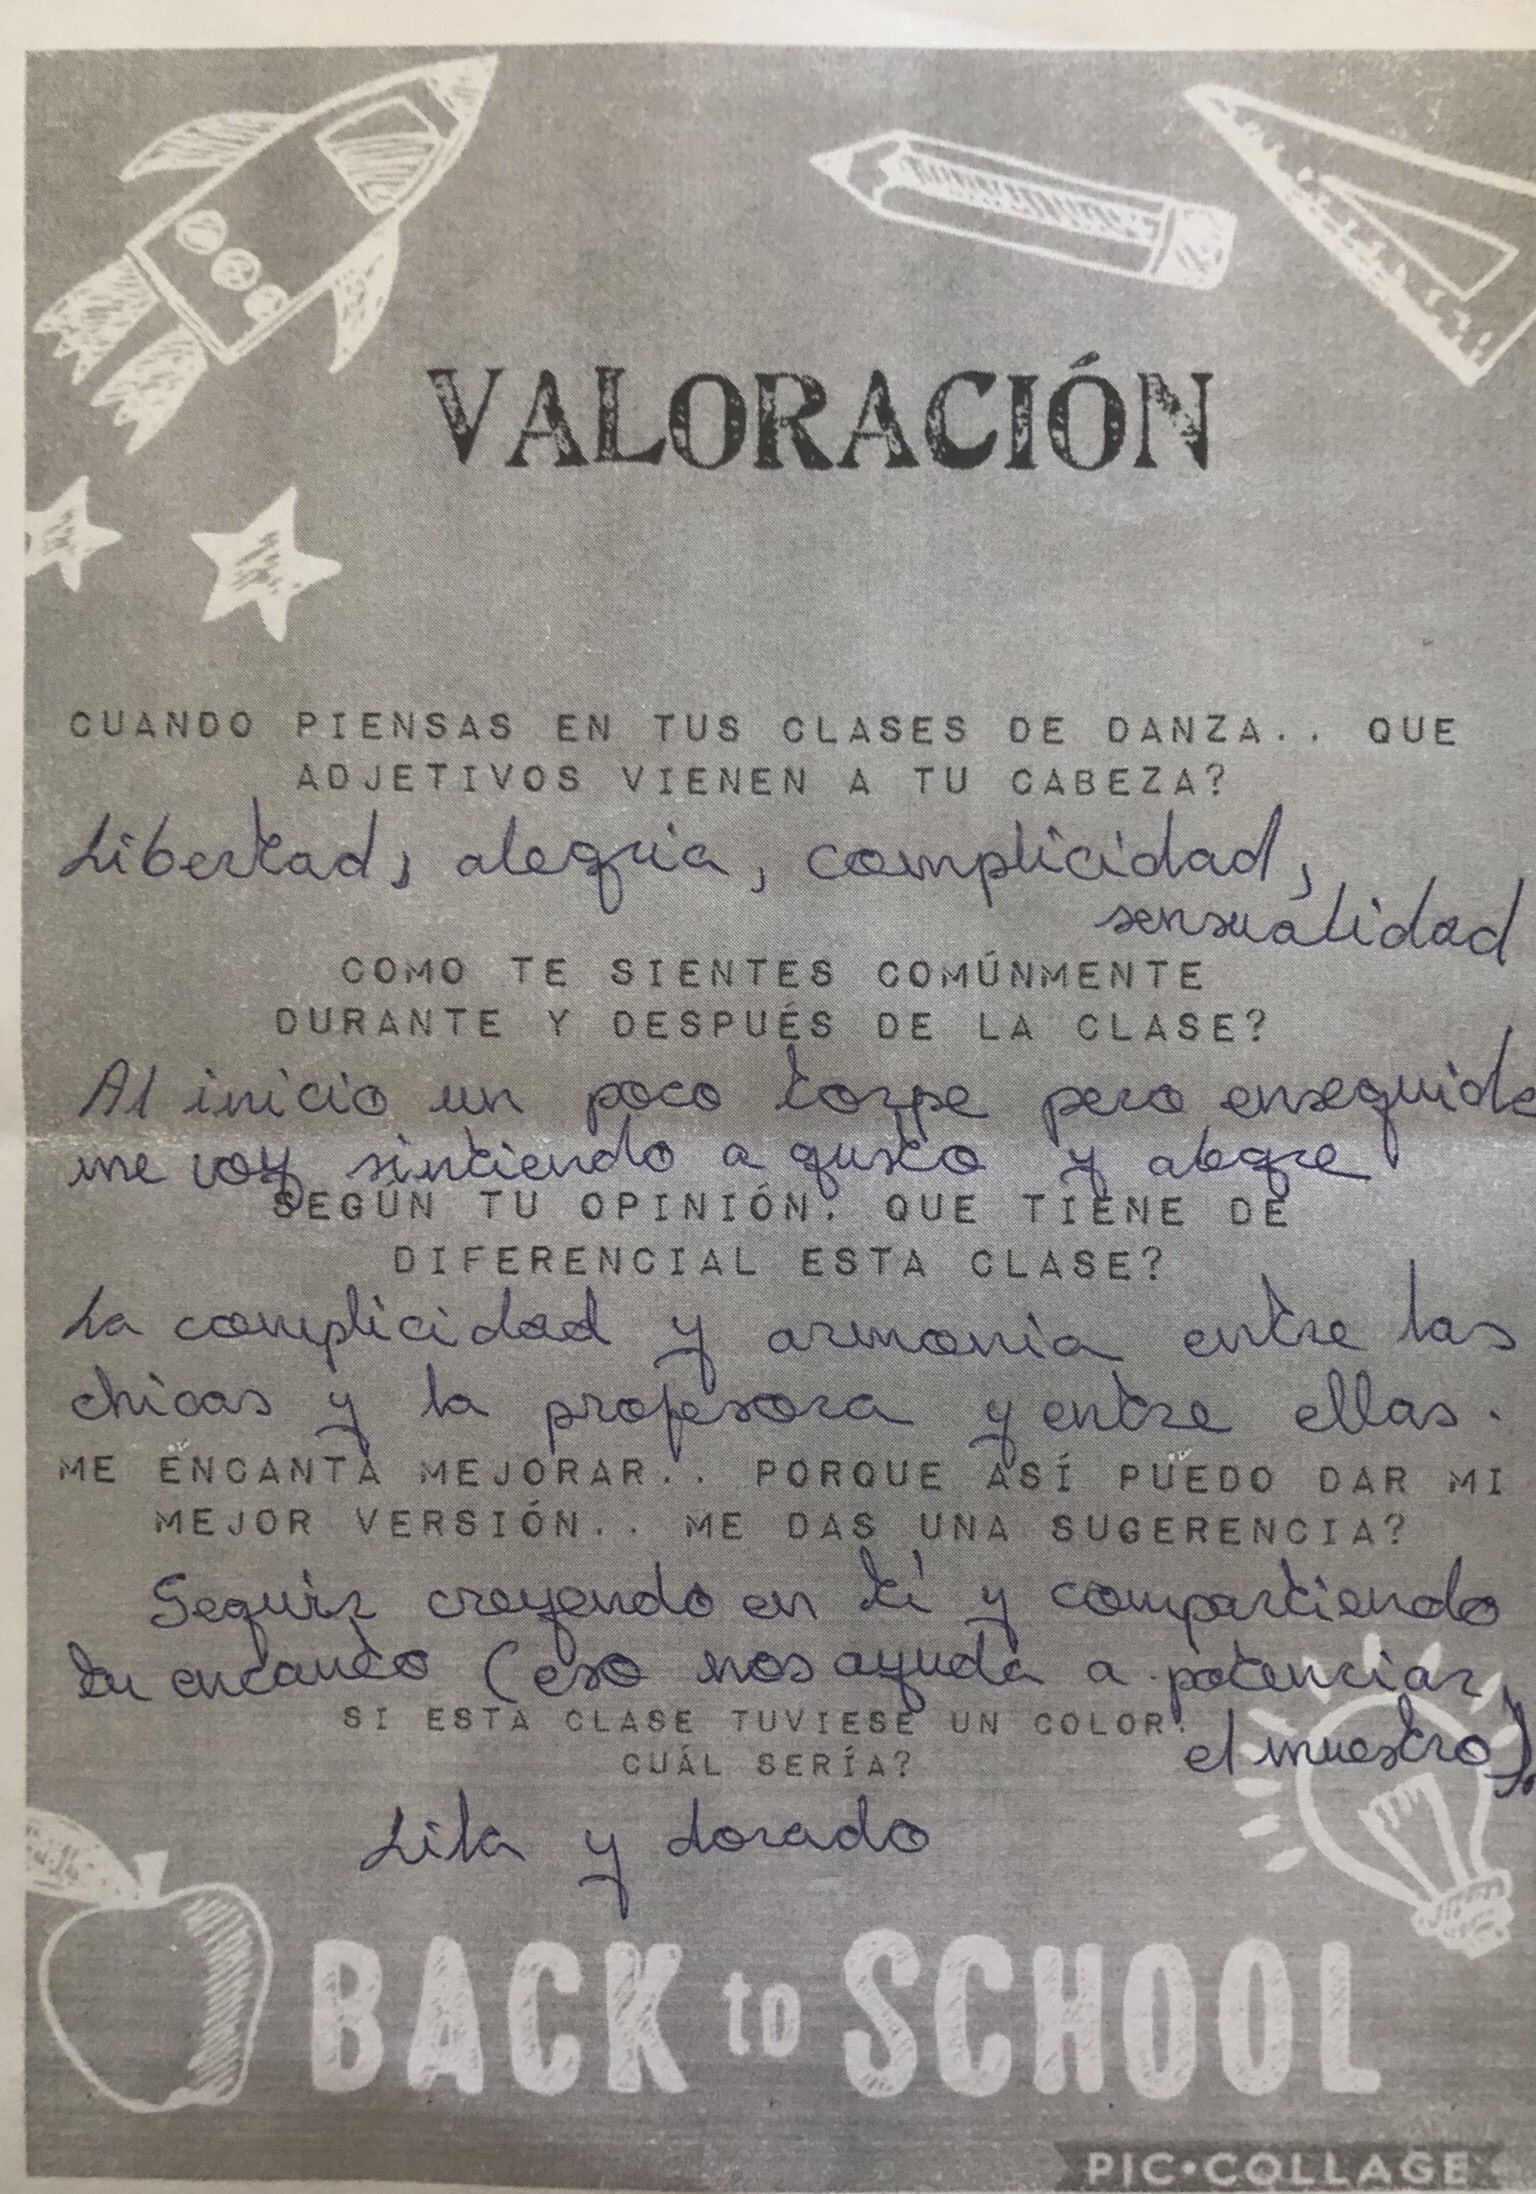 VALORACIÓN
CUANDO PIENSAS EN TUS CLASES DE DANZA.. QUE
ADJETIVOS VIENEN A TU CABEZA?
Libertad, alegria, complicidad,
sensualidad
COMO TE SIENTES COMÚNMENTE
DURANTE Y DESPUÉS DE LA CLASE?
Al inicio un poco torpe pero enseguida
me voy sintiendo a gusto y alegre
SEGÚN TU OPINIÓN, QUE TIENE DE
DIFERENCIAL ESTA CLASE?
La complicidad y armonía entre las
chicas y la profesora y entre ellas.
ME ENCANTA MEJORAR.. PORQUE ASÍ PUEDO DAR MI
MEJOR VERSIÓN.. ME DAS UNA SUGERENCIA?
Seguir creyendo en tí y compartiendo
tu encanto (eso nos ayuda a potenciar
el nuestro).
SI ESTA CLASE TUVIESE UN COLOR.
CUÁL SERÍA?
Lila y dorado
BACK to SCHOOL
PIC•COLLAGE